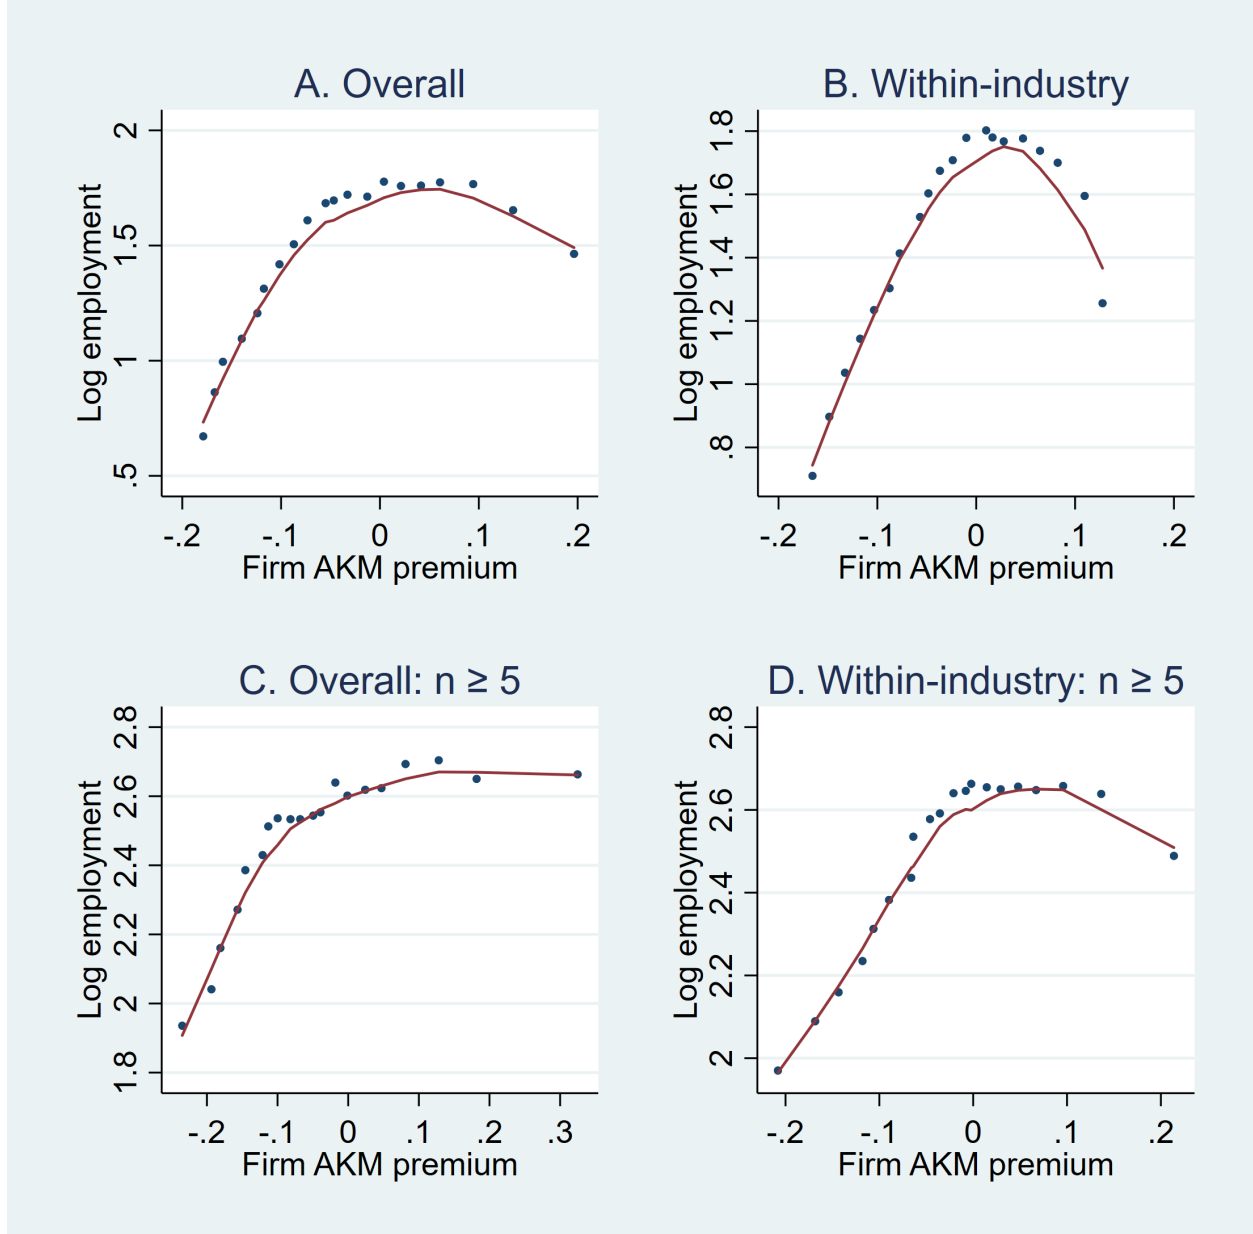 A. Overall
Log employment
2
1.5
1
.5
-.2 -.1 0 .1 .2
Firm AKM premium
B. Within-industry
Log employment
1.8
1.6
1.4
1.2
1
.8
-.2 -.1 0 .1 .2
Firm AKM premium
C. Overall: n ≥ 5
Log employment
2.8
2.6
2.4
2.2
2
1.8
-.2 -.1 0 .1 .2 .3
Firm AKM premium
D. Within-industry: n ≥ 5
Log employment
2.8
2.6
2.4
2.2
2
-.2 -.1 0 .1 .2
Firm AKM premium